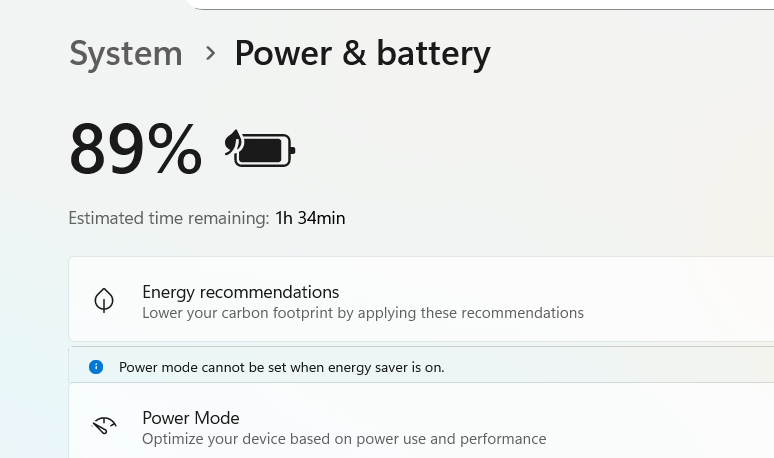 System > Power & battery
89%
Estimated time remaining: 1h 34min
Energy recommendations
Lower your carbon footprint by applying these recommendations
Power mode cannot be set when energy saver is on.
Power Mode
Optimize your device based on power use and performance